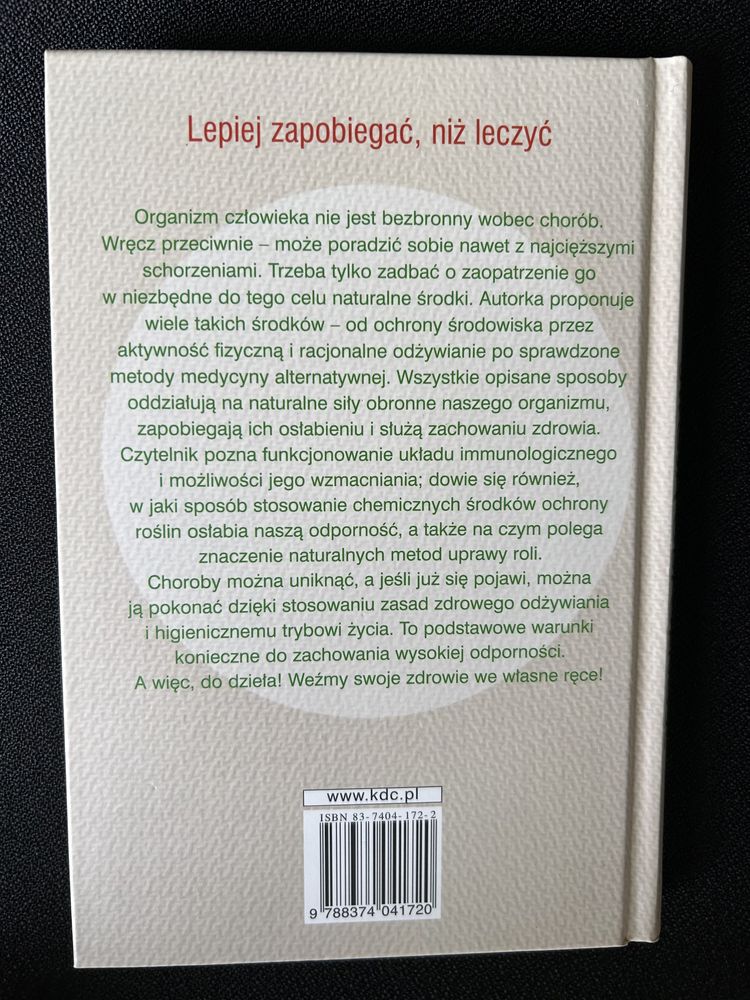 Lepiej zapobiegać, niż leczyć
Organizm człowieka nie jest bezbronny wobec chorób.
Wręcz przeciwnie – może poradzić sobie nawet z najcięższymi
schorzeniami. Trzeba tylko zadbać o zaopatrzenie go
w niezbędne do tego celu naturalne środki. Autorka proponuje
wiele takich środków – od ochrony środowiska przez
aktywność fizyczną i racjonalne odżywianie po sprawdzone
metody medycyny alternatywnej. Wszystkie opisane sposoby
oddziałują na naturalne siły obronne naszego organizmu,
zapobiegają ich osłabieniu i służą zachowaniu zdrowia.
Czytelnik pozna funkcjonowanie układu immunologicznego
i możliwości jego wzmacniania; dowie się również,
w jaki sposób stosowanie chemicznych środków ochrony
roślin osłabia naszą odporność, a także na czym polega
znaczenie naturalnych metod uprawy roli.
Choroby można uniknąć, a jeśli już się pojawi, można
ją pokonać dzięki stosowaniu zasad zdrowego odżywiania
i higienicznemu trybowi życia. To podstawowe warunki
konieczne do zachowania wysokiej odporności.
A więc, do dzieła! Weźmy swoje zdrowie we własne ręce!
www.kdc.pl
ISBN 83-7404-172-2
9 788374 041720